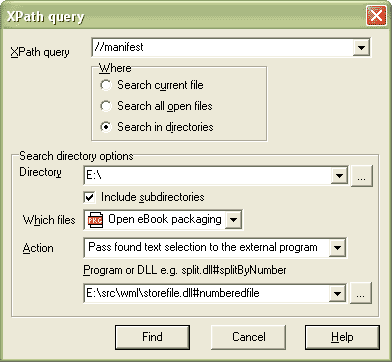 XPath query
XPath query //manifest
Where
Search current file
Search all open files
Search in directories
Search directory options
Directory E:\ ...
Include subdirectories
Which files PKG Open eBook packaging
Action Pass found text selection to the external program
Program or DLL e.g. split.dll#splitByNumber
E:\src\wml\storefile.dll#numberedfile ...
Find Cancel Help